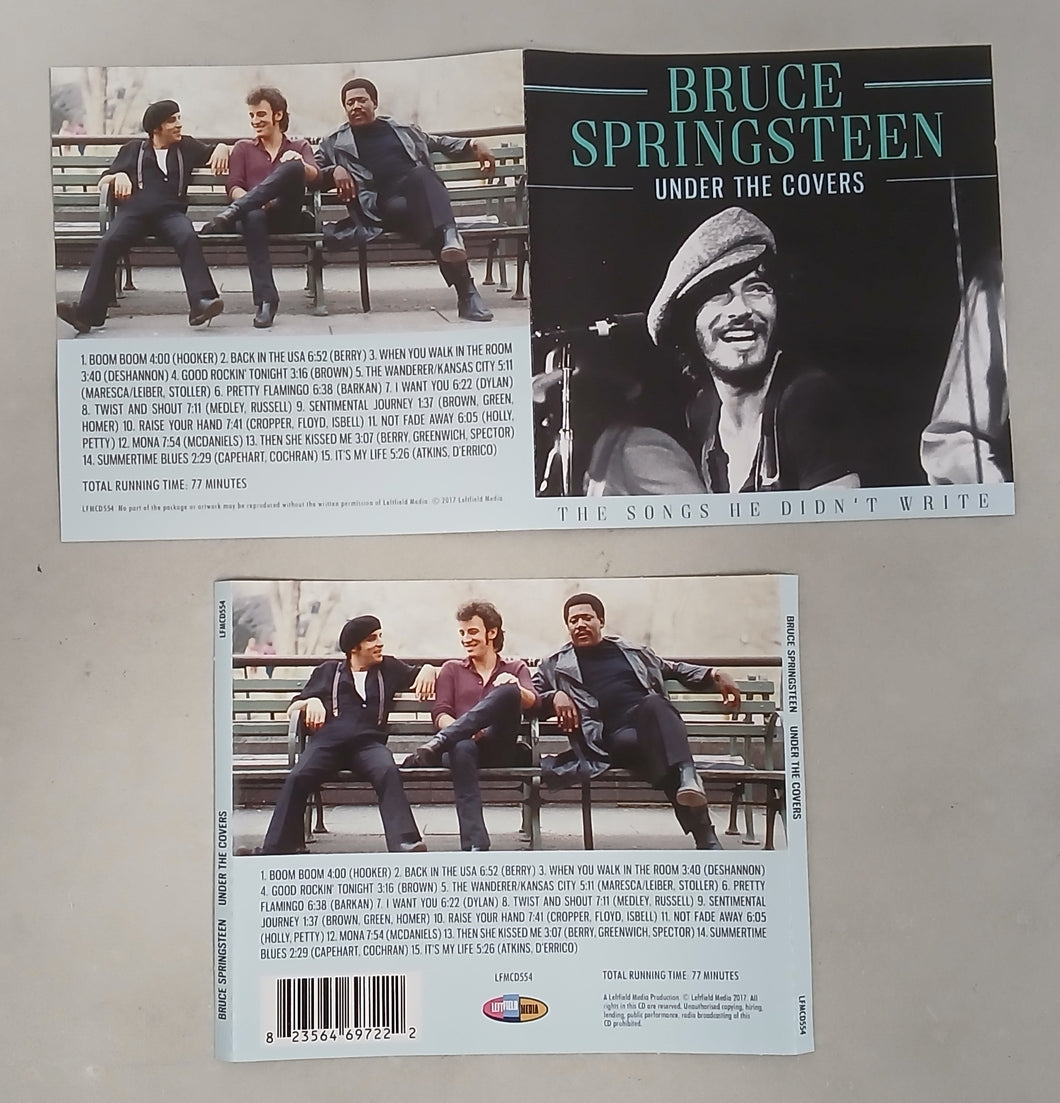 BRUCE
SPRINGSTEEN
UNDER THE COVERS
THE SONGS HE DIDN'T WRITE
1. BOOM BOOM 4:00 (HOOKER) 2. BACK IN THE USA 6:52 (BERRY) 3. WHEN YOU WALK IN THE ROOM
3:40 (DESHANNON) 4. GOOD ROCKIN' TONIGHT 3:16 (BROWN) 5. THE WANDERER/KANSAS CITY 5:11
(MARESCA/LEIBER, STOLLER) 6. PRETTY FLAMINGO 6:38 (BARKAN) 7. I WANT YOU 6:22 (DYLAN)
8. TWIST AND SHOUT 7:11 (MEDLEY, RUSSELL) 9. SENTIMENTAL JOURNEY 1:37 (BROWN, GREEN,
HOMER) 10. RAISE YOUR HAND 7:41 (CROPPER, FLOYD, ISBELL) 11. NOT FADE AWAY 6:05 (HOLLY,
PETTY) 12. MONA 7:54 (MCDANIELS) 13. THEN SHE KISSED ME 3:07 (BERRY, GREENWICH, SPECTOR)
14. SUMMERTIME BLUES 2:29 (CAPEHART, COCHRAN) 15. IT'S MY LIFE 5:26 (ATKINS, D'ERRICO)
TOTAL RUNNING TIME: 77 MINUTES
LFMCD554 No part of the package or artwork may be reproduced without the written permission of Leftfield Media. © 2017 Leftfield Media
LFMCD554
BRUCE SPRINGSTEEN UNDER THE COVERS
BRUCE SPRINGSTEEN UNDER THE COVERS
LFMCD554
1. BOOM BOOM 4:00 (HOOKER) 2. BACK IN THE USA 6:52 (BERRY) 3. WHEN YOU WALK IN THE ROOM 3:40 (DESHANNON)
4. GOOD ROCKIN' TONIGHT 3:16 (BROWN) 5. THE WANDERER/KANSAS CITY 5:11 (MARESCA/LEIBER, STOLLER) 6. PRETTY
FLAMINGO 6:38 (BARKAN) 7. I WANT YOU 6:22 (DYLAN) 8. TWIST AND SHOUT 7:11 (MEDLEY, RUSSELL) 9. SENTIMENTAL
JOURNEY 1:37 (BROWN, GREEN, HOMER) 10. RAISE YOUR HAND 7:41 (CROPPER, FLOYD, ISBELL) 11. NOT FADE AWAY 6:05
(HOLLY, PETTY) 12. MONA 7:54 (MCDANIELS) 13. THEN SHE KISSED ME 3:07 (BERRY, GREENWICH, SPECTOR) 14. SUMMERTIME
BLUES 2:29 (CAPEHART, COCHRAN) 15. IT'S MY LIFE 5:26 (ATKINS, D'ERRICO)
LFMCD554
TOTAL RUNNING TIME: 77 MINUTES
LEFTFIELD MEDIA
A Leftfield Media Production. © Leftfield Media 2017. All
rights in this CD are reserved. Unauthorised copying, hiring,
lending, public performance, radio broadcasting of this
CD prohibited.
8 23564 69722 2